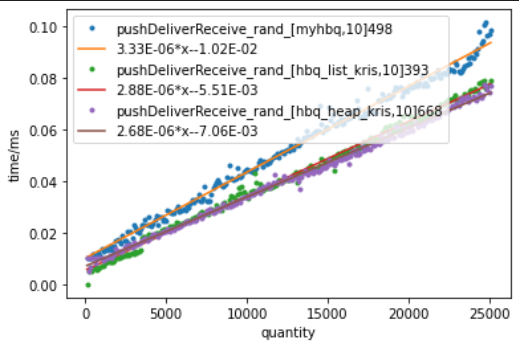 0.10
0.08
0.06
0.04
0.02
0.00
time/ms
pushDeliverReceive_rand_[myhbq,10]498
3.33E-06*x--1.02E-02
pushDeliverReceive_rand_[hbq_list_kris,10]393
2.88E-06*x--5.51E-03
pushDeliverReceive_rand_[hbq_heap_kris,10]668
2.68E-06*x--7.06E-03
0 5000 10000 15000 20000 25000
quantity